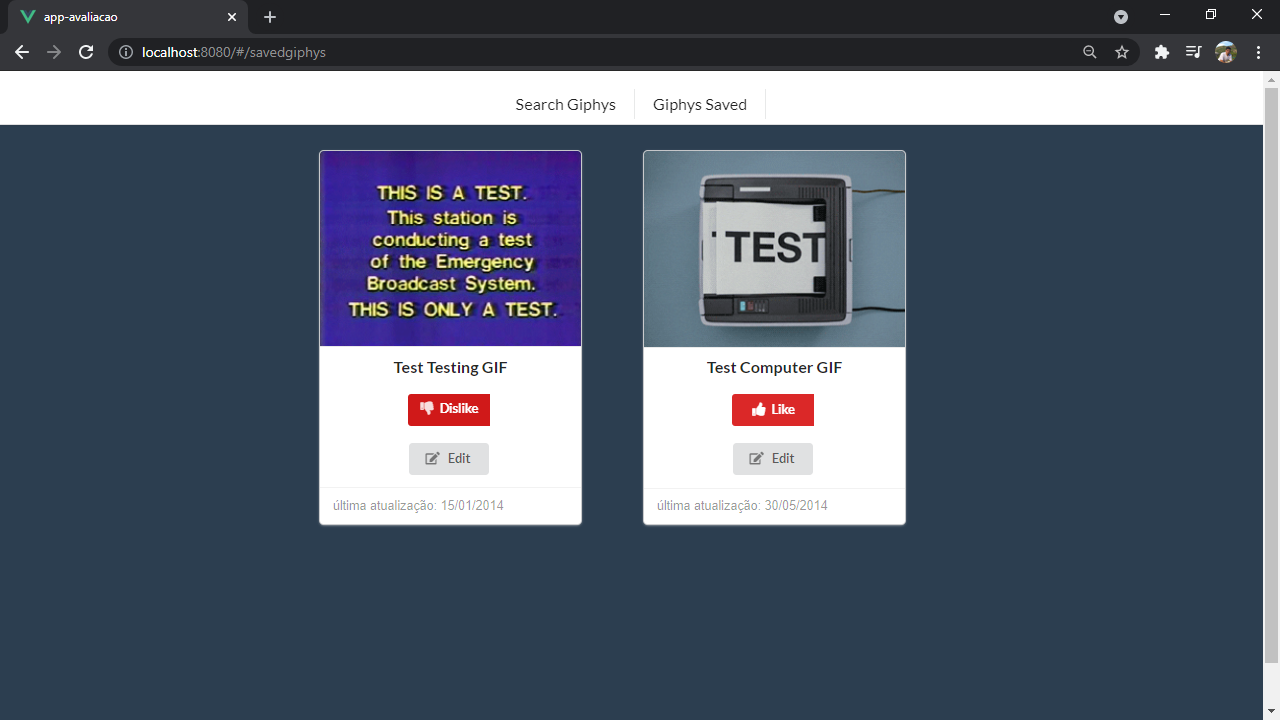 app-avaliacao
localhost:8080/#/savedgiphys
Search Giphys
Giphys Saved
THIS IS A TEST.
This station is
conducting a test
of the Emergency
Broadcast System.
THIS IS ONLY A TEST.
Test Testing GIF
Dislike
Edit
última atualização: 15/01/2014
TEST
Test Computer GIF
Like
Edit
última atualização: 30/05/2014